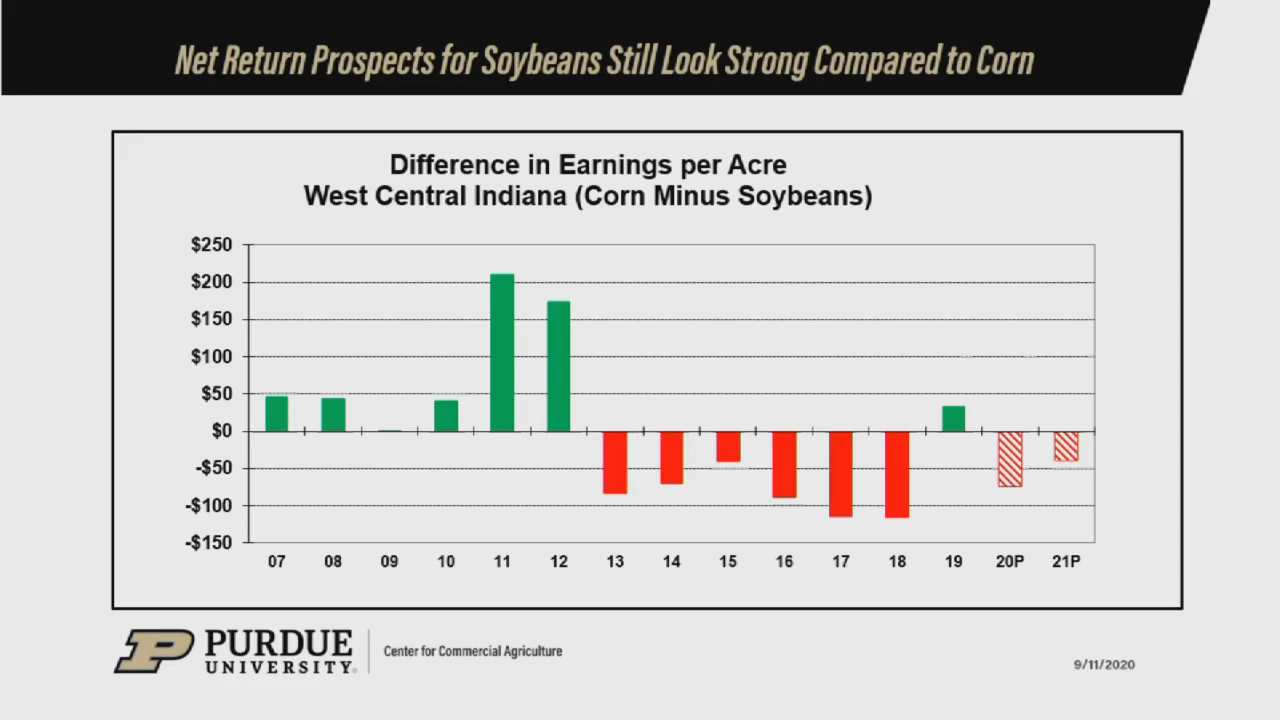 Net Return Prospects for Soybeans Still Look Strong Compared to Corn
Difference in Earnings per Acre
West Central Indiana (Corn Minus Soybeans)
$250
$200
$150
$100
$50
$0
-$50
-$100
-$150
07 08 09 10 11 12 13 14 15 16 17 18 19 20P 21P
P PURDUE
UNIVERSITY.
Center for Commercial Agriculture
9/11/2020